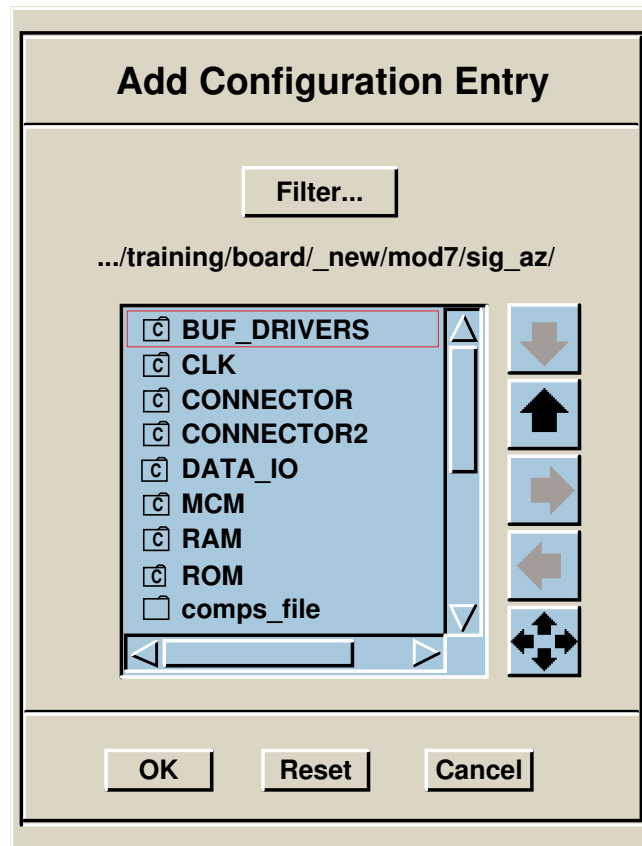 Add Configuration Entry
Filter...
.../training/board/_new/mod7/sig_az/
C BUF_DRIVERS
C CLK
C CONNECTOR
C CONNECTOR2
C DATA_IO
C MCM
C RAM
C ROM
comps_file
OK Reset Cancel